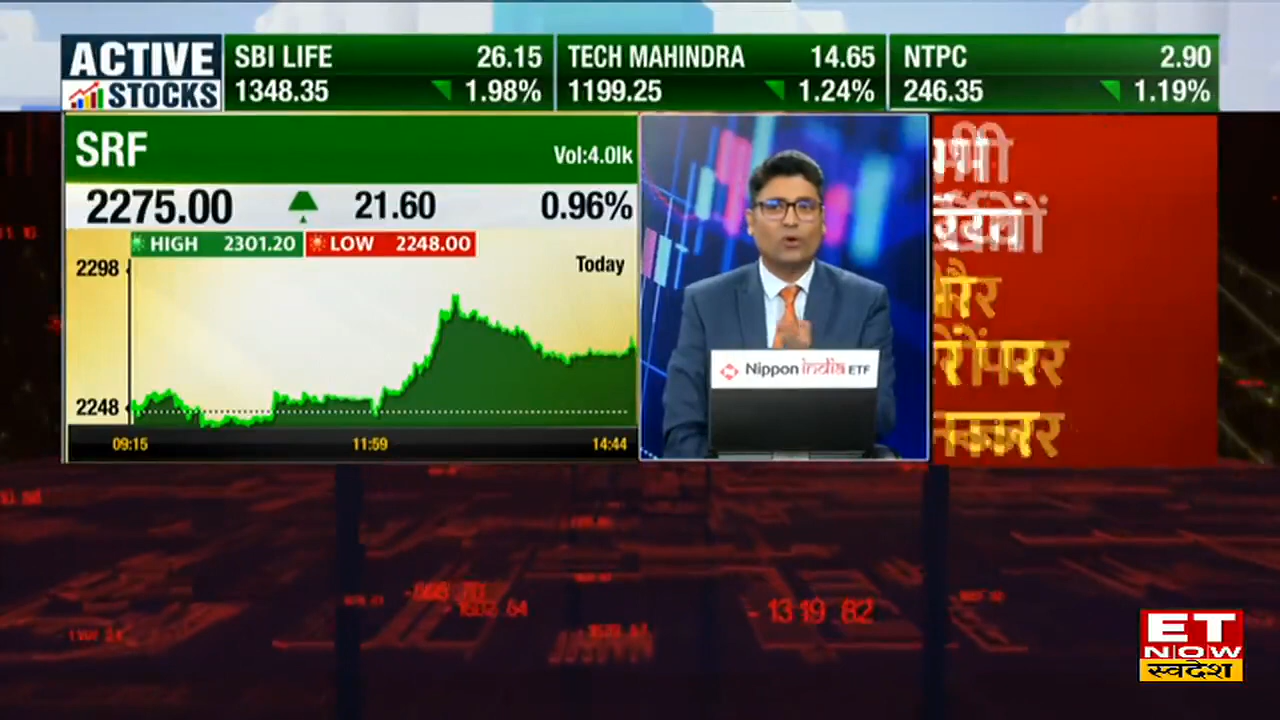 ACTIVE STOCKS
SBI LIFE 26.15
1348.35 1.98%
TECH MAHINDRA 14.65
1199.25 1.24%
NTPC 2.90
246.35 1.19%
SRF Vol:4.0lk
2275.00 21.60 0.96%
HIGH 2301.20 LOW 2248.00
Today
2298
2248
09:15 11:59 14:44
Nippon india ETF
- 1319 82
ET
NOW
स्वदेश